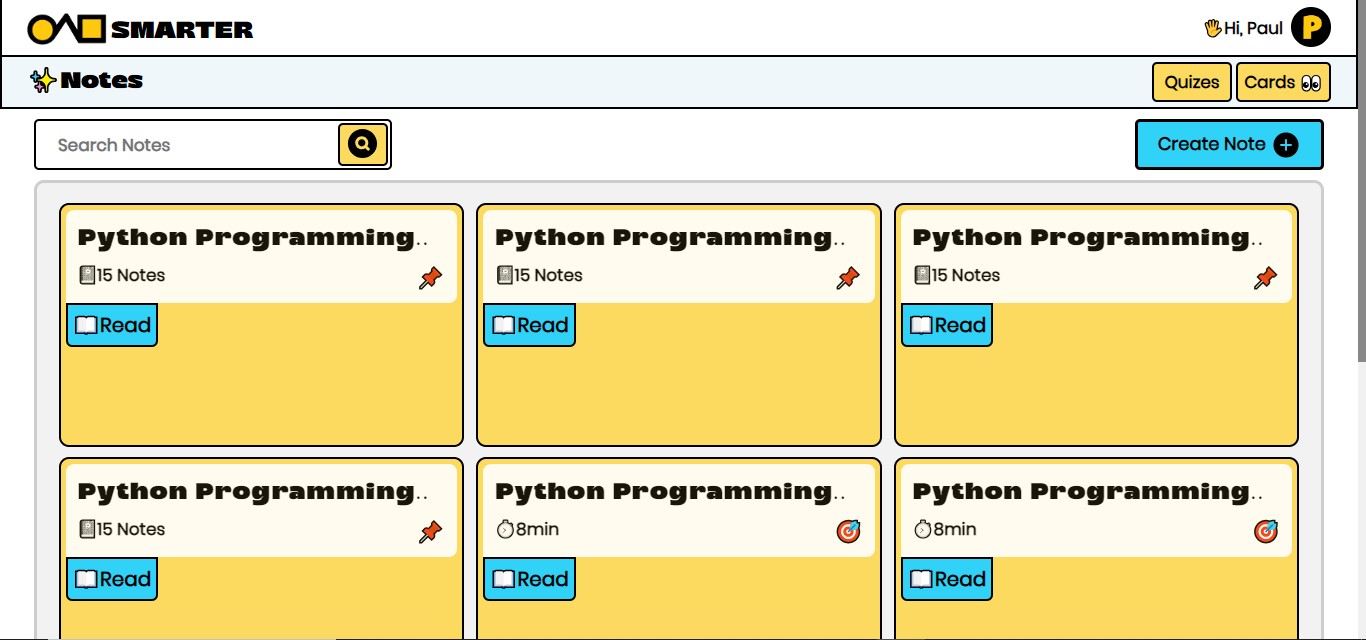 SMARTER
Hi, Paul
P
Notes
Quizes
Cards
Search Notes
Create Note
Python Programming..
15 Notes
Read
Python Programming..
15 Notes
Read
Python Programming..
15 Notes
Read
Python Programming..
15 Notes
Read
Python Programming..
8min
Read
Python Programming..
8min
Read